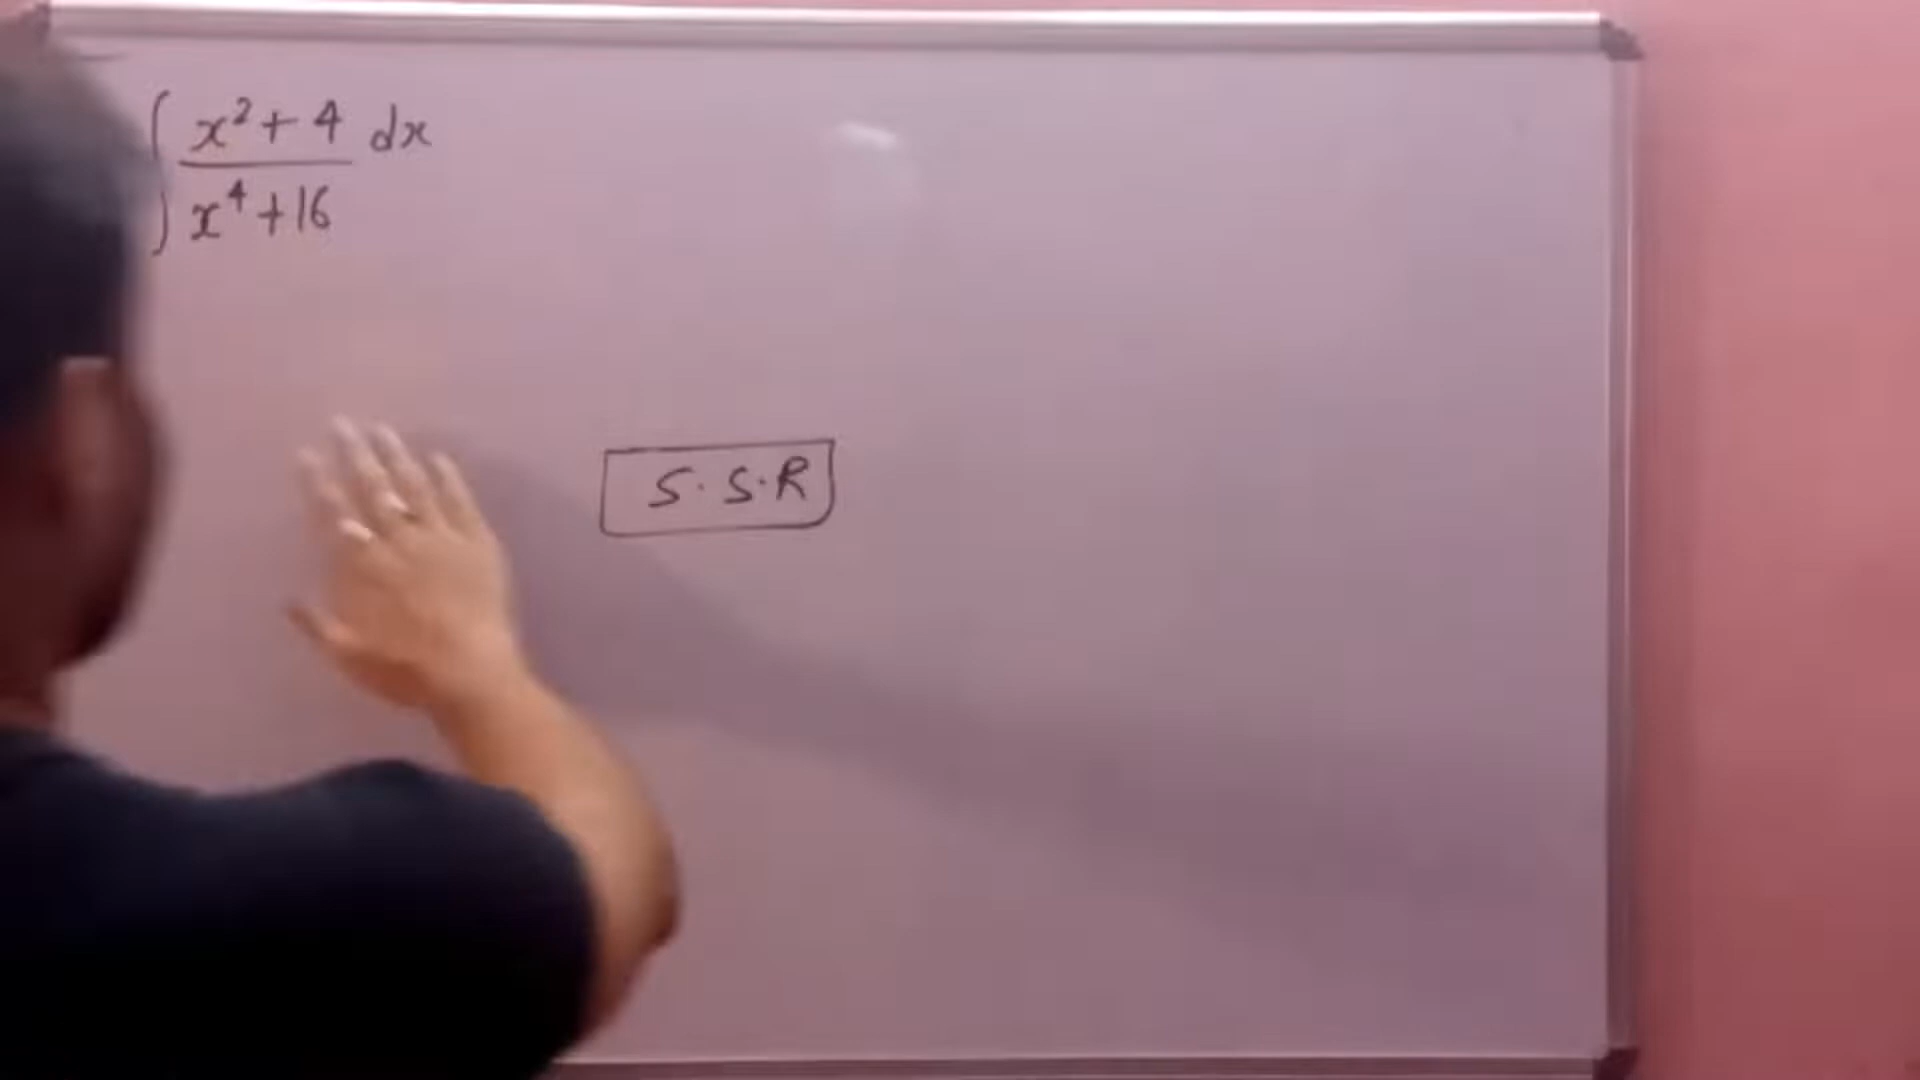 ∫ x² + 4 dx
x⁴ + 16
S.S.R